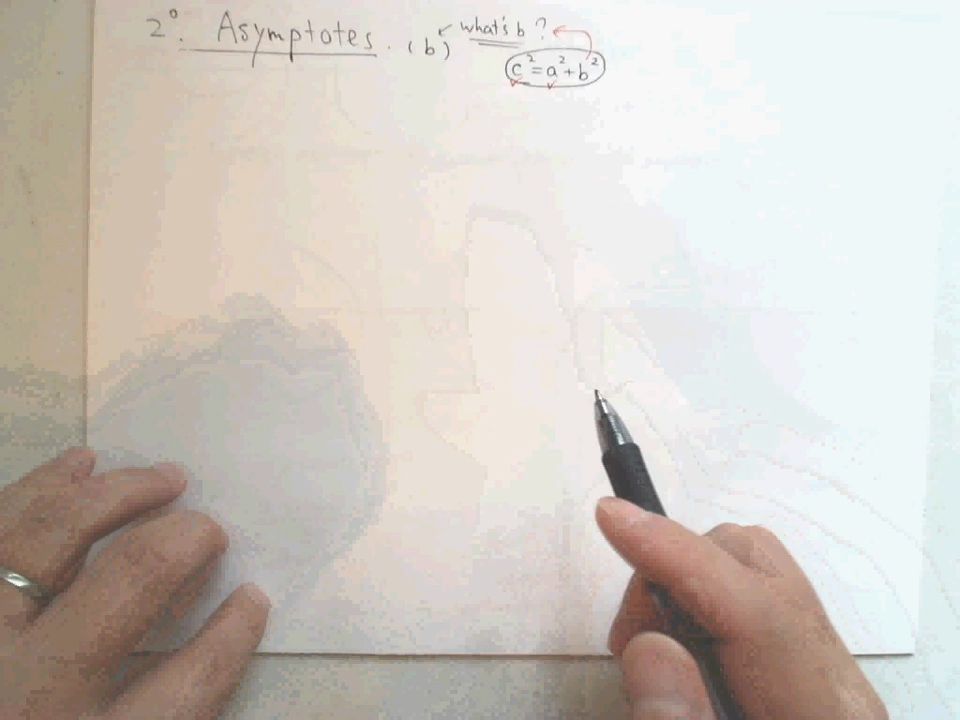 2°. Asymptotes. (b) what's b ?
c² = a² + b²